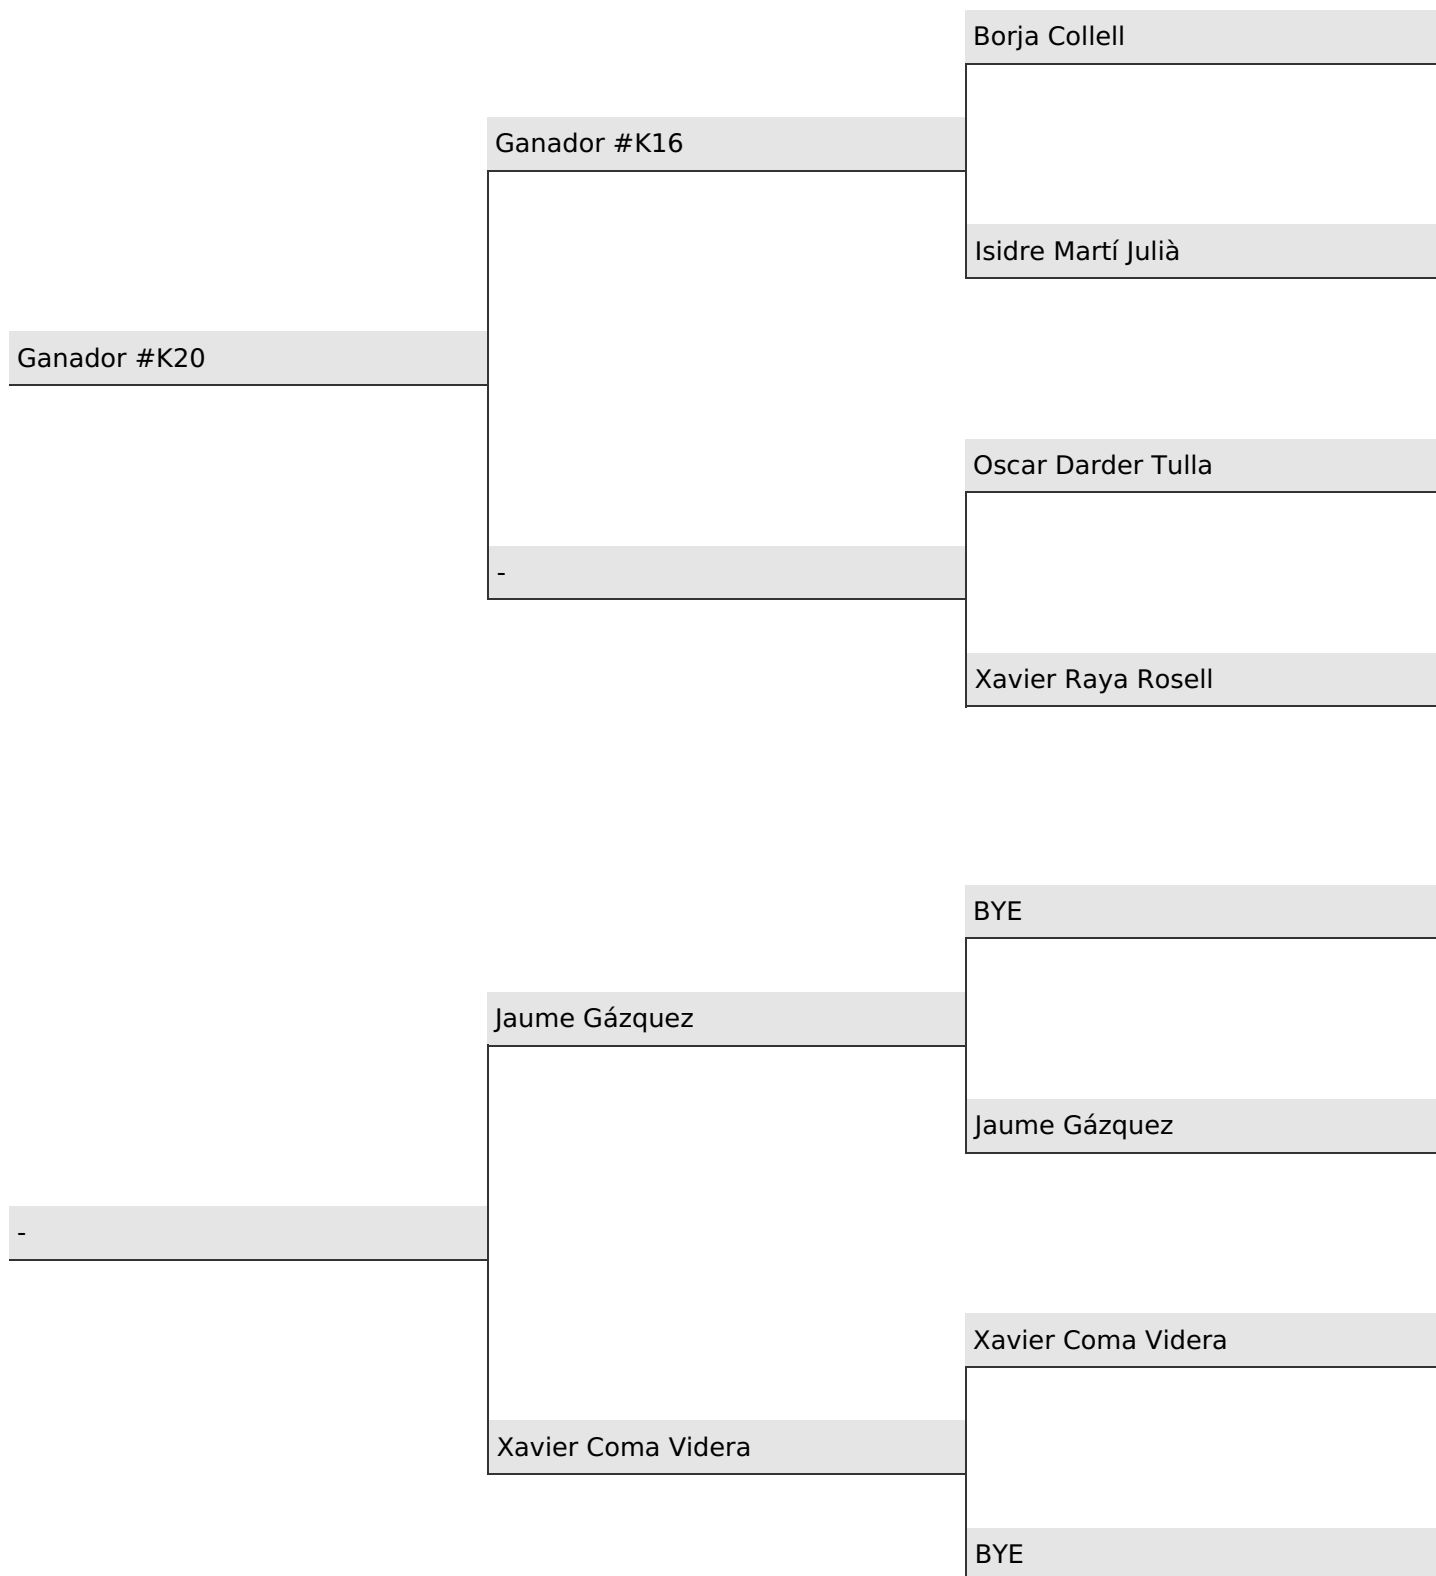 Borja Collell
Ganador #K16
Isidre Martí Julià
Ganador #K20
Oscar Darder Tulla
-
Xavier Raya Rosell
BYE
Jaume Gázquez
Jaume Gázquez
-
Xavier Coma Videra
Xavier Coma Videra
BYE